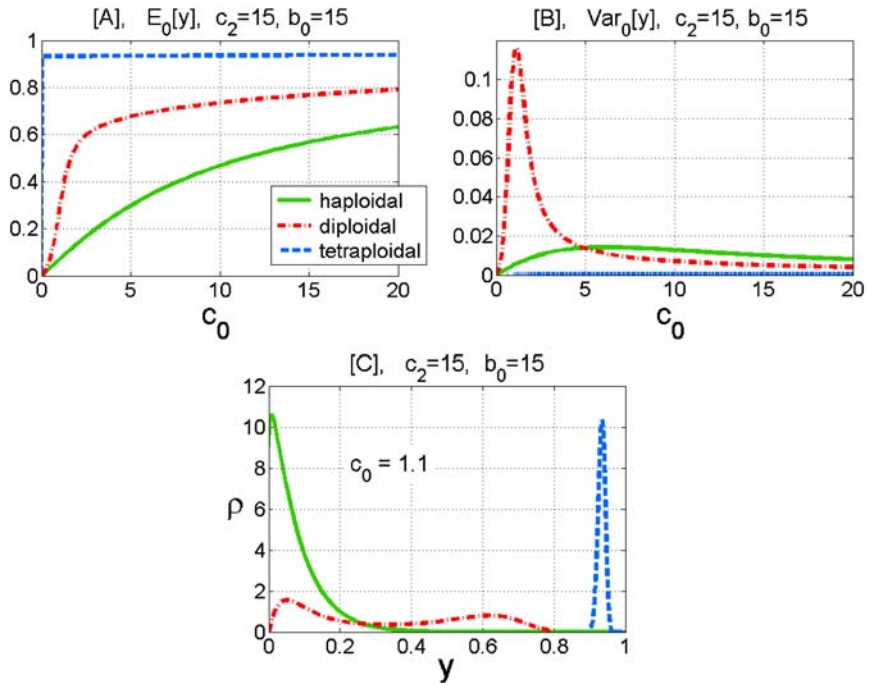 [A], E₀[y], c₂=15, b₀=15
1
0.8
0.6
0.4
0.2
0
0 5 10 15 20
c₀
haploidal
diploidal
tetraploidal
[B], Var₀[y], c₂=15, b₀=15
0.1
0.08
0.06
0.04
0.02
0
0 5 10 15 20
c₀
[C], c₂=15, b₀=15
12
10
8
6
4
2
0
ρ
c₀ = 1.1
0 0.2 0.4 0.6 0.8 1
y